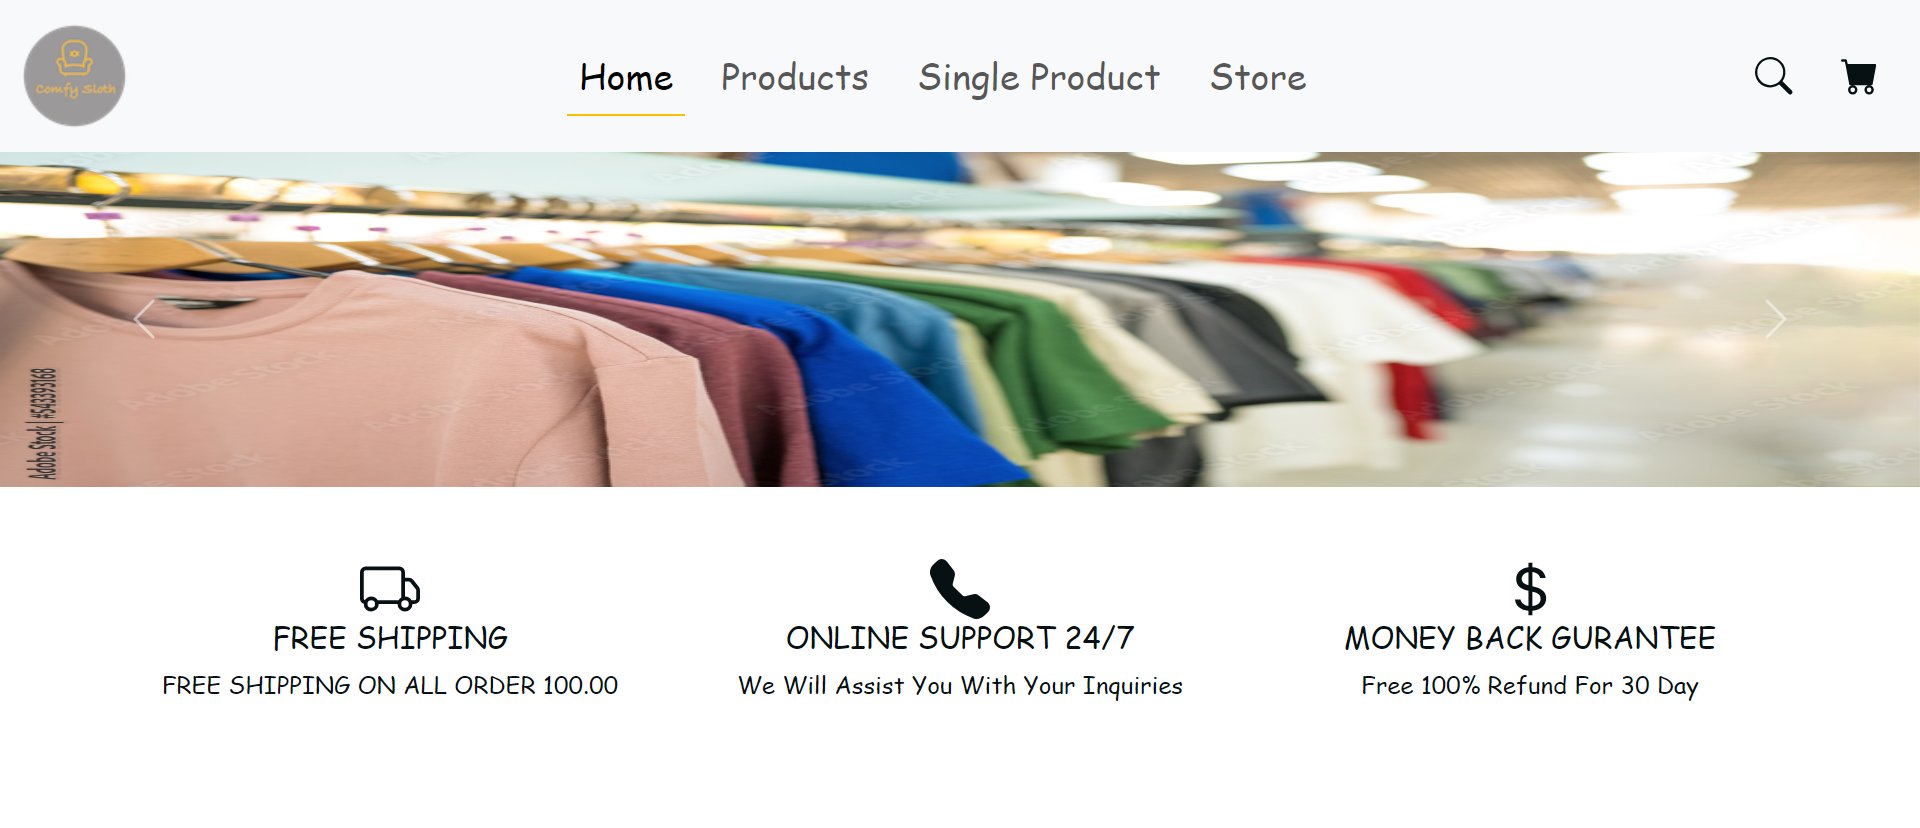 Comfy Sloth
Home
Products
Single Product
Store
Adobe Stock | #543393168
FREE SHIPPING
FREE SHIPPING ON ALL ORDER 100.00
ONLINE SUPPORT 24/7
We Will Assist You With Your Inquiries
$
MONEY BACK GURANTEE
Free 100% Refund For 30 Day